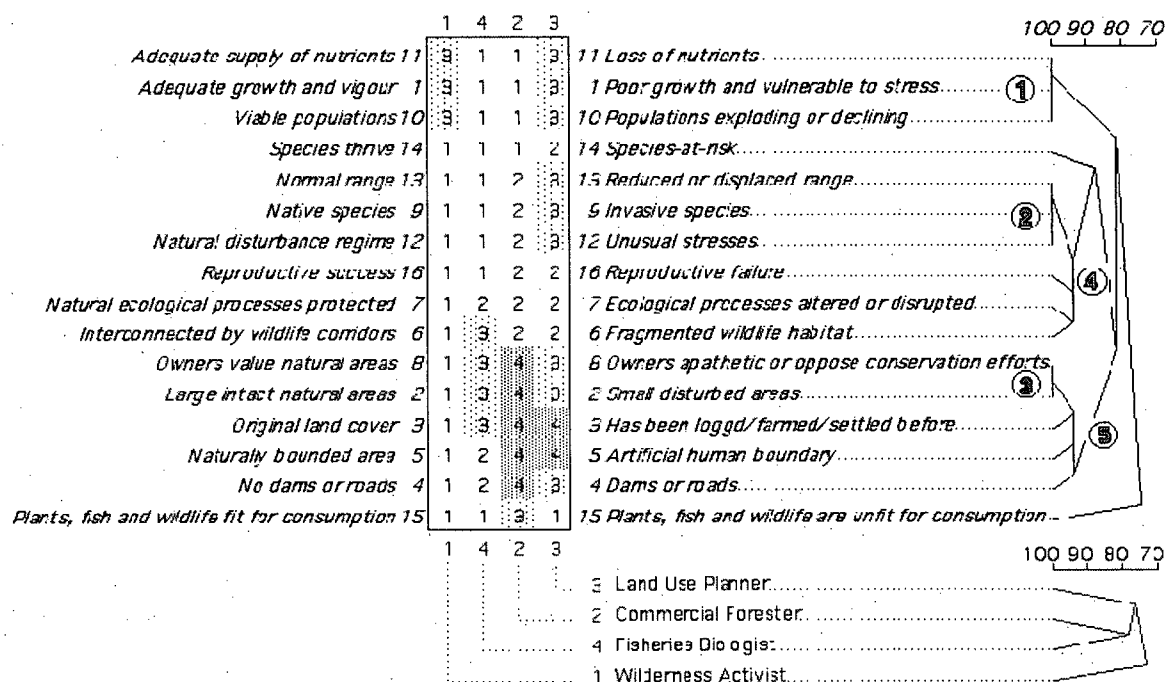 1 4 2 3
100 90 80 70
Adequate supply of nutrients 11 3 1 1 3 11 Loss of nutrients
Adequate growth and vigour 1 3 1 1 3 1 Poor growth and vulnerable to stress 1
Viable populations 10 3 1 1 3 10 Populations exploding or declining
Species thrive 14 1 1 1 2 14 Species-at-risk
Normal range 13 1 1 2 3 13 Reduced or displaced range
Native species 9 1 1 2 3 9 Invasive species 2
Natural disturbance regime 12 1 1 2 3 12 Unusual stresses
Reproductive success 16 1 1 2 2 16 Reproductive failure 4
Natural ecological processes protected 7 1 2 2 2 7 Ecological processes altered or disrupted
Interconnected by wildlife corridors 6 1 3 2 2 6 Fragmented wildlife habitat
Owners value natural areas 8 1 3 4 3 8 Owners apathetic or oppose conservation efforts
Large intact natural areas 2 1 3 4 3 2 Small disturbed areas 3
Original land cover 3 1 3 4 4 3 Has been loggd/farmed/settled before
Naturally bounded area 5 1 2 4 4 5 Artificial human boundary 5
No dams or roads 4 1 2 4 3 4 Dams or roads
Plants, fish and wildlife fit for consumption 15 1 1 3 1 15 Plants, fish and wildlife are unfit for consumption
1 4 2 3
100 90 80 70
3 Land Use Planner
2 Commercial Forester
4 Fisheries Biologist
1 Wilderness Activist